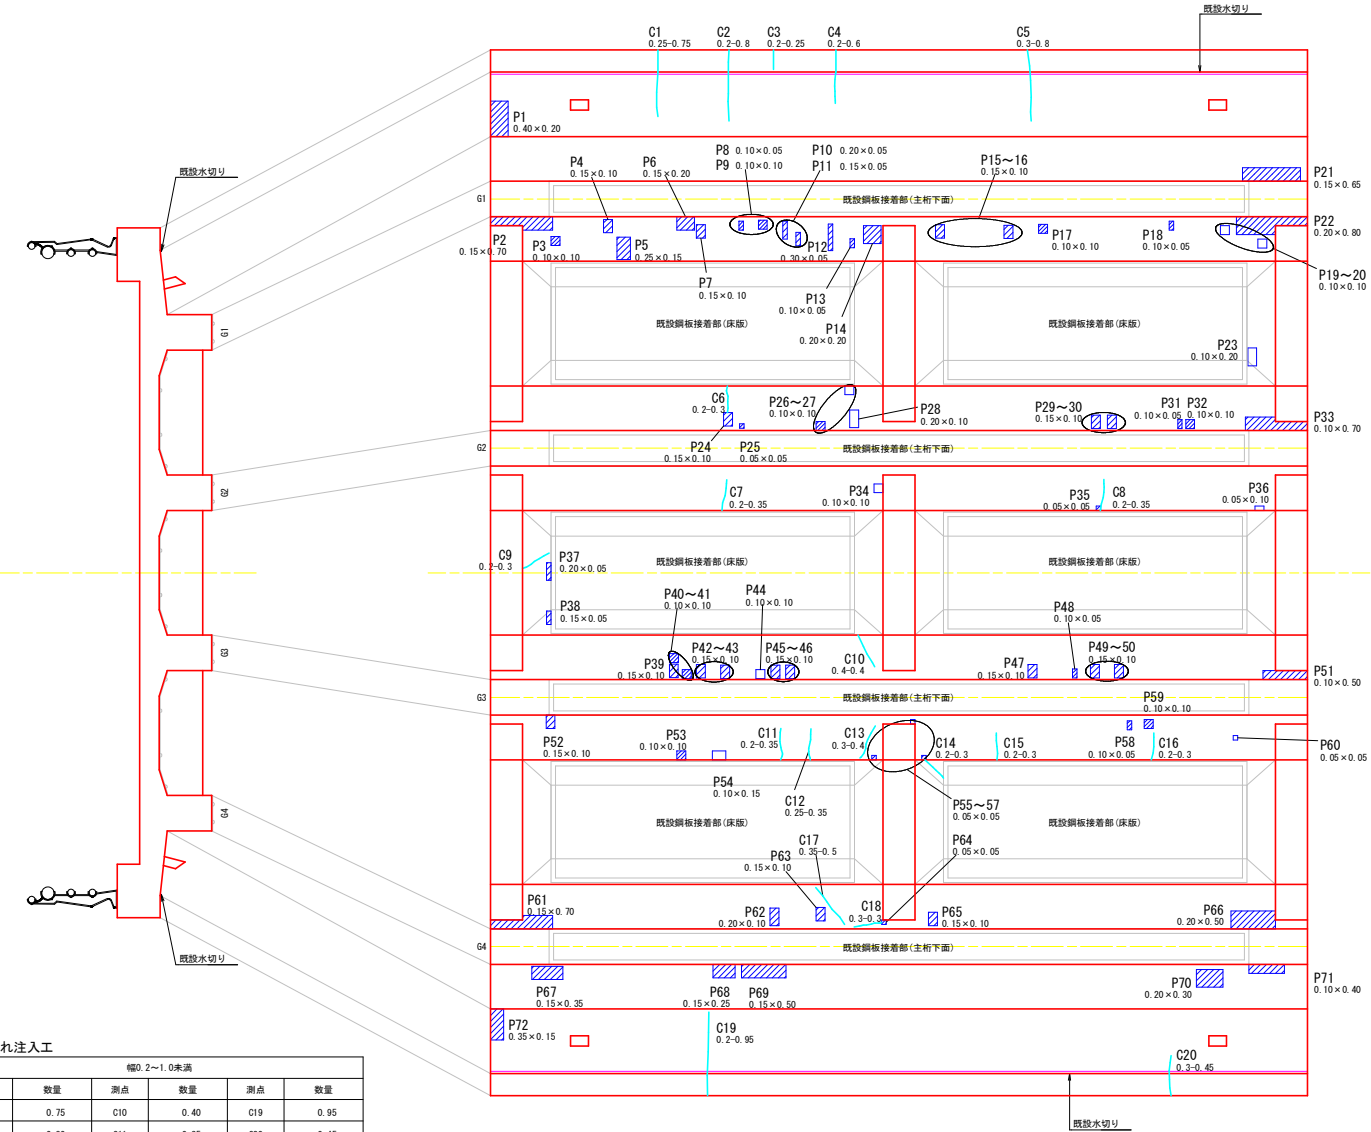 既設水切り
C1
0.25-0.75
C2
0.2-0.8
C3
0.2-0.25
C4
0.2-0.6
C5
0.3-0.8
P1
0.40×0.20
既設水切り
P4
0.15×0.10
P6
0.15×0.20
P8 0.10×0.05
P9 0.10×0.10
P10 0.20×0.05
P11 0.15×0.05
P15～16
0.15×0.10
P21
0.15×0.65
G1
既設鋼板接着部(主桁下面)
P22
0.20×0.80
P2
0.15×0.70
P3
0.10×0.10
P5
0.25×0.15
P12
0.30×0.05
P17
0.10×0.10
P18
0.10×0.05
P19～20
0.10×0.10
P7
0.15×0.10
P13
0.10×0.05
P14
0.20×0.20
G1
既設鋼板接着部(床版)
既設鋼板接着部(床版)
P23
0.10×0.20
C6
0.2-0.3
P26～27
0.10×0.10
P28
0.20×0.10
P29～30
0.15×0.10
P31
0.10×0.05
P32
0.10×0.10
P33
0.10×0.70
P24
0.15×0.10
P25
0.05×0.05
G2
既設鋼板接着部(主桁下面)
G2
C7
0.2-0.35
P34
0.10×0.10
P35
0.05×0.05
C8
0.2-0.35
P36
0.05×0.10
C9
0.2-0.3
P37
0.20×0.05
既設鋼板接着部(床版)
既設鋼板接着部(床版)
P38
0.15×0.05
P40～41
0.10×0.10
P44
0.10×0.10
P48
0.10×0.05
G3
P39
0.15×0.10
P42～43
0.15×0.10
P45～46
0.15×0.10
C10
0.4-0.4
P47
0.15×0.10
P49～50
0.15×0.10
P51
0.10×0.50
G3
既設鋼板接着部(主桁下面)
P59
0.10×0.10
P52
0.15×0.10
P53
0.10×0.10
C11
0.2-0.35
C13
0.3-0.4
C14
0.2-0.3
C15
0.2-0.3
P58
0.10×0.05
C16
0.2-0.3
P60
0.05×0.05
P54
0.10×0.15
C12
0.25-0.35
P55～57
0.05×0.05
G4
既設鋼板接着部(床版)
既設鋼板接着部(床版)
C17
0.35-0.5
P63
0.15×0.10
P64
0.05×0.05
P61
0.15×0.70
P62
0.20×0.10
C18
0.3-0.3
P65
0.15×0.10
P66
0.20×0.50
G4
既設鋼板接着部(主桁下面)
既設水切り
P67
0.15×0.35
P68
0.15×0.25
P69
0.15×0.50
P70
0.20×0.30
P71
0.10×0.40
P72
0.35×0.15
C19
0.2-0.95
C20
0.3-0.45
既設水切り
れ注入工
幅0.2～1.0未満
数量 測点 数量 測点 数量
0.75 C10 0.40 C19 0.95